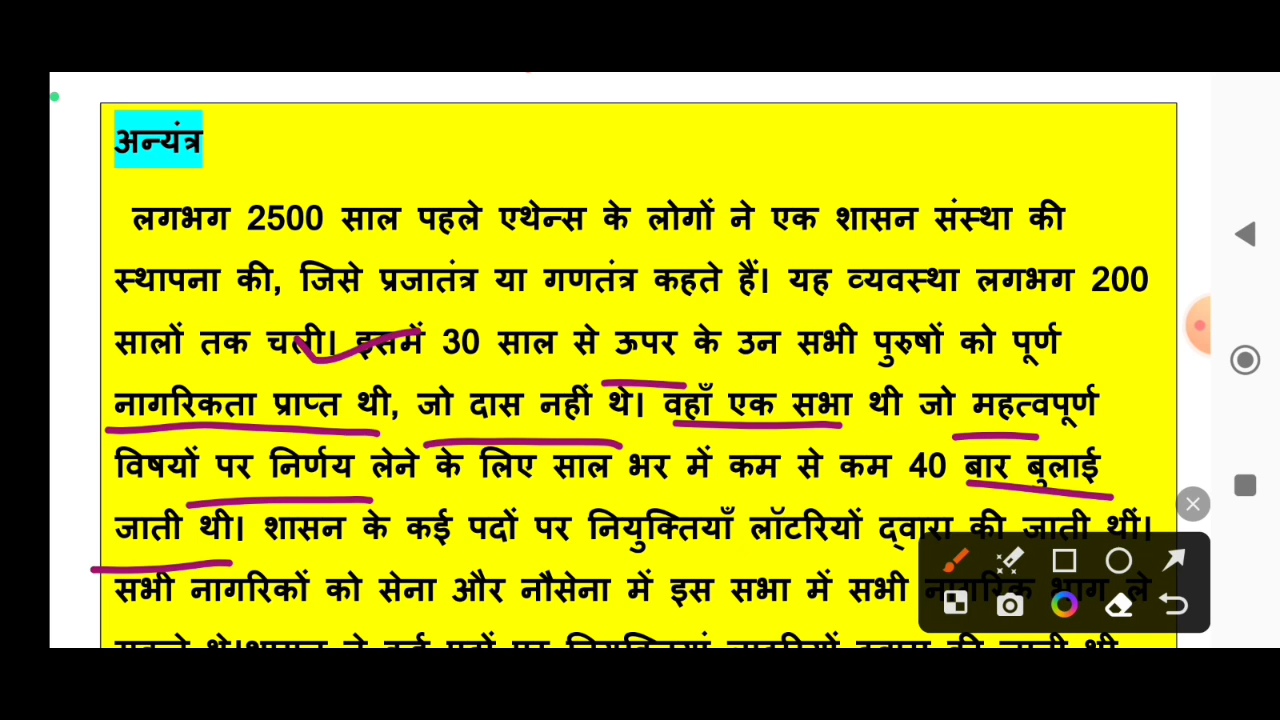 अन्यंत्र
लगभग 2500 साल पहले एथेन्स के लोगों ने एक शासन संस्था की
स्थापना की, जिसे प्रजातंत्र या गणतंत्र कहते हैं। यह व्यवस्था लगभग 200
सालों तक चली। इसमें 30 साल से ऊपर के उन सभी पुरुषों को पूर्ण
नागरिकता प्राप्त थी, जो दास नहीं थे। वहाँ एक सभा थी जो महत्वपूर्ण
विषयों पर निर्णय लेने के लिए साल भर में कम से कम 40 बार बुलाई
जाती थी। शासन के कई पदों पर नियुक्तियाँ लॉटरियों द्वारा की जाती थीं।
सभी नागरिकों को सेना और नौसेना में इस सभा में सभी नागरिक भाग ले